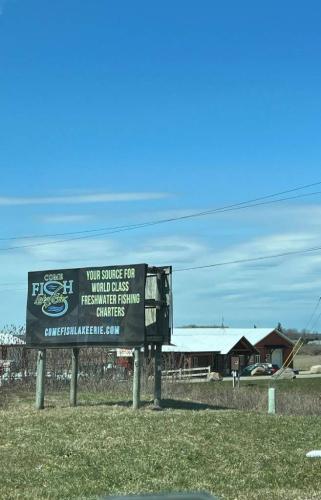 COME
FISH
Lake Erie
YOUR SOURCE FOR
WORLD CLASS
FRESHWATER FISHING
CHARTERS
COMEFISHLAKEERIE.COM